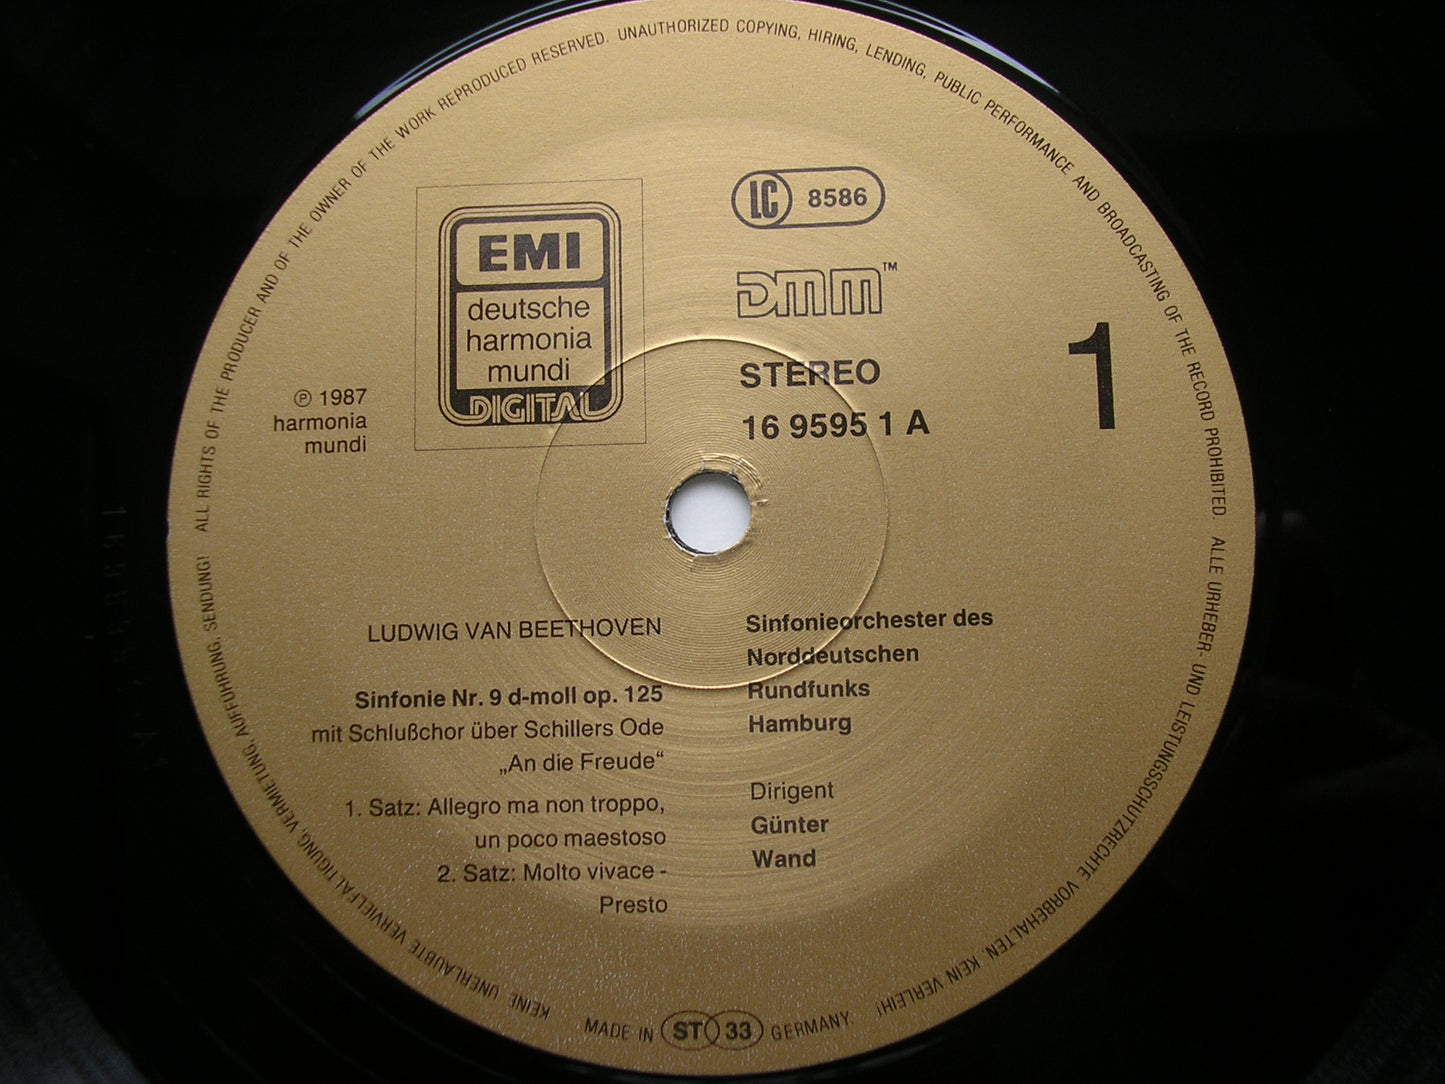 ALL RIGHTS OF THE PRODUCER AND OF THE OWNER OF THE WORK REPRODUCED RESERVED. UNAUTHORIZED COPYING, HIRING, LENDING, PUBLIC PERFORMANCE AND BROADCASTING OF THE RECORD PROHIBITED.
ALLE URHEBER- UND LEISTUNGSSCHUTZRECHTE VORBEHALTEN. KEIN VERLEIH!
KEINE UNERLAUBTE VERVIELFÄLTIGUNG, VERMIETUNG, AUFFÜHRUNG, SENDUNG!
LC 8586
EMI
deutsche
harmonia
mundi
DIGITAL
DMM™
STEREO
16 9595 1 A
1
℗ 1987
harmonia
mundi
LUDWIG VAN BEETHOVEN
Sinfonie Nr. 9 d-moll op. 125
mit Schlußchor über Schillers Ode
„An die Freude“
1. Satz: Allegro ma non troppo,
un poco maestoso
2. Satz: Molto vivace -
Presto
Sinfonieorchester des
Norddeutschen
Rundfunks
Hamburg
Dirigent
Günter
Wand
MADE IN ST 33 GERMANY.